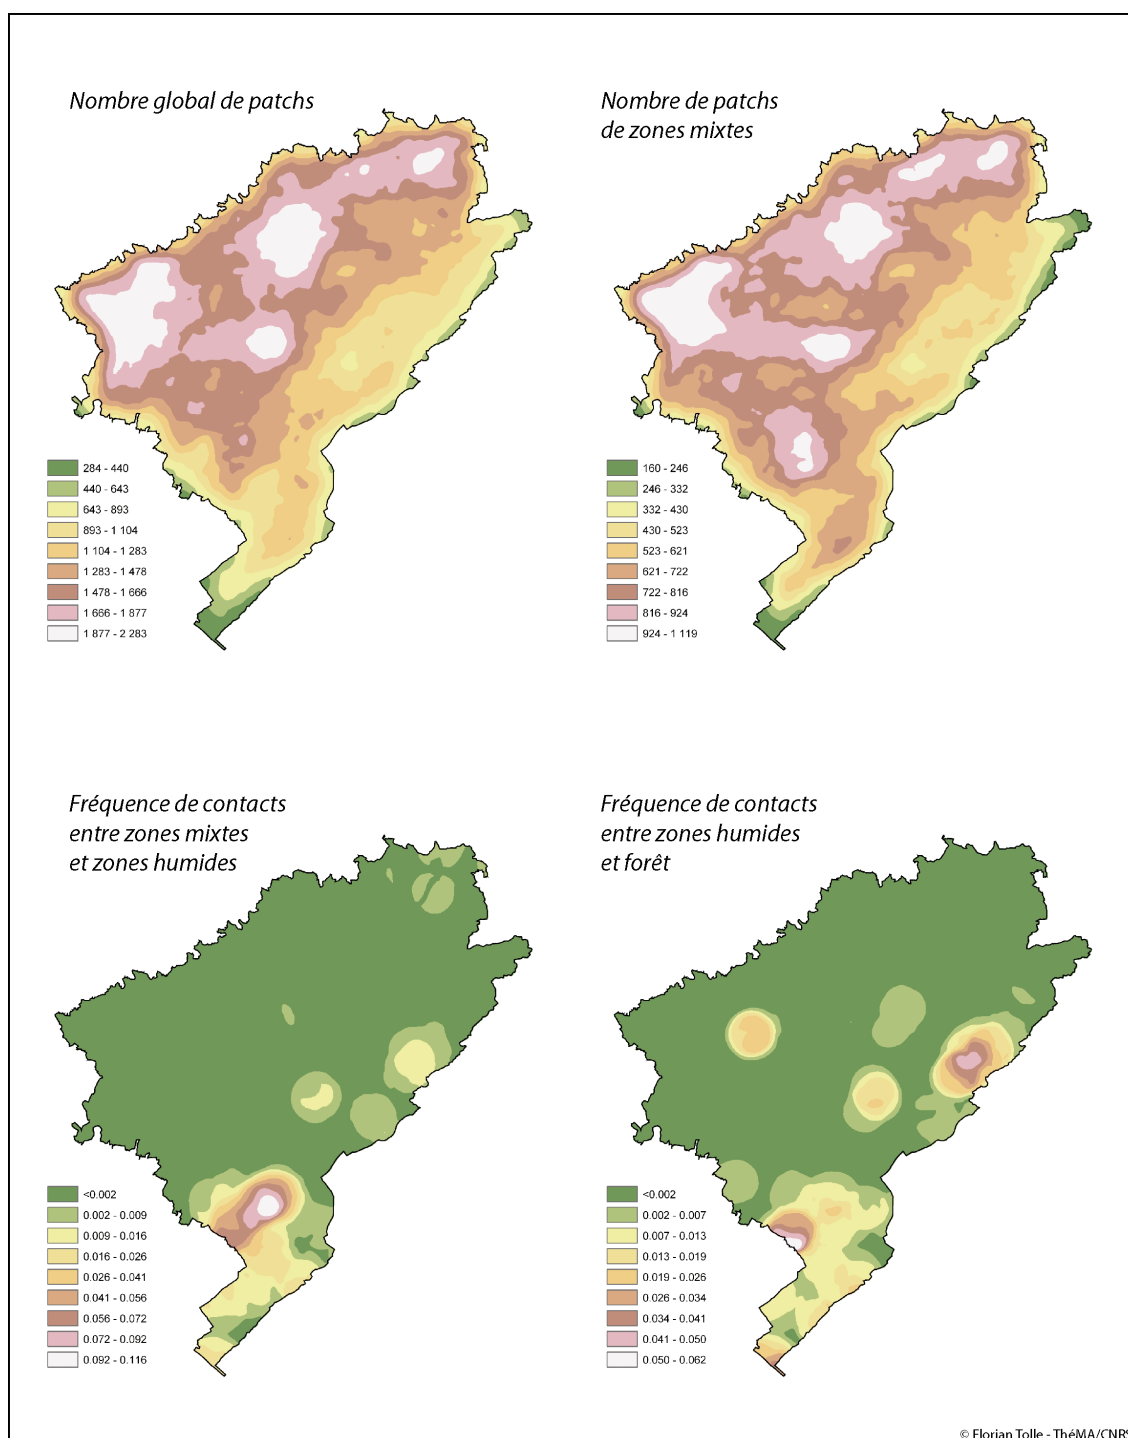 Nombre global de patchs
284 - 440
440 - 643
643 - 893
893 - 1 104
1 104 - 1 283
1 283 - 1 478
1 478 - 1 666
1 666 - 1 877
1 877 - 2 283
Nombre de patchs
de zones mixtes
160 - 246
246 - 332
332 - 430
430 - 523
523 - 621
621 - 722
722 - 816
816 - 924
924 - 1 119
Fréquence de contacts
entre zones mixtes
et zones humides
<0.002
0.002 - 0.009
0.009 - 0.016
0.016 - 0.026
0.026 - 0.041
0.041 - 0.056
0.056 - 0.072
0.072 - 0.092
0.092 - 0.116
Fréquence de contacts
entre zones humides
et forêt
<0.002
0.002 - 0.007
0.007 - 0.013
0.013 - 0.019
0.019 - 0.026
0.026 - 0.034
0.034 - 0.041
0.041 - 0.050
0.050 - 0.062
© Florian Tolle - ThéMA/CNRS